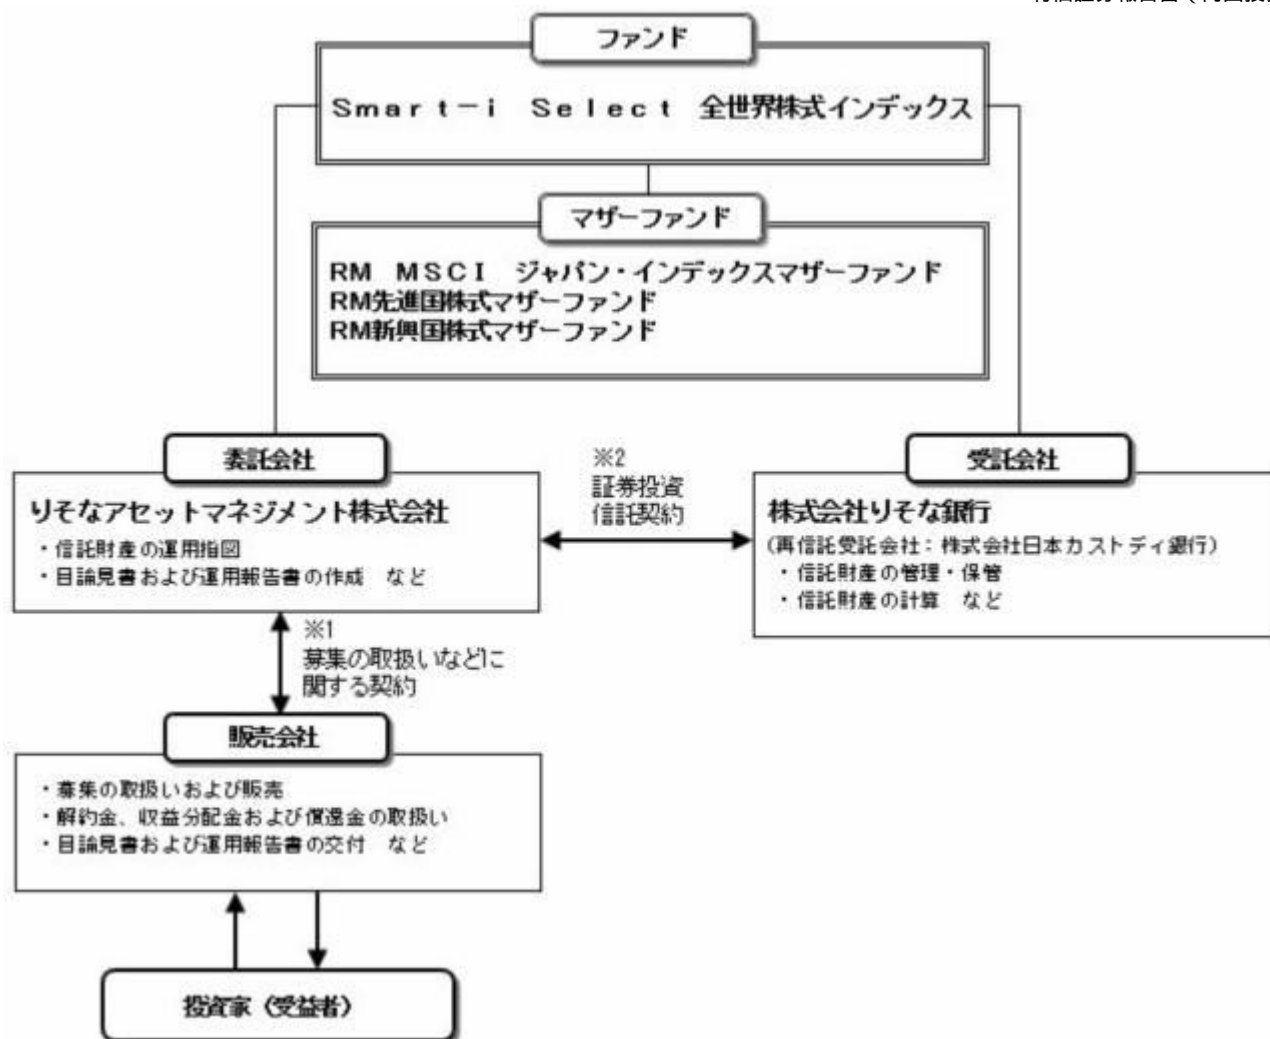 ファンド
Ｓｍａｒｔ－ｉ　Ｓｅｌｅｃｔ　全世界株式インデックス
マザーファンド
ＲＭ　ＭＳＣＩ　ジャパン・インデックスマザーファンド
ＲＭ先進国株式マザーファンド
ＲＭ新興国株式マザーファンド
委託会社
りそなアセットマネジメント株式会社
・信託財産の運用指図
・目論見書および運用報告書の作成　など
※2
証券投資
信託契約
受託会社
株式会社りそな銀行
(再信託受託会社：株式会社日本カストディ銀行)
・信託財産の管理・保管
・信託財産の計算　など
※1
募集の取扱いなどに
関する契約
販売会社
・募集の取扱いおよび販売
・解約金、収益分配金および償還金の取扱い
・目論見書および運用報告書の交付　など
投資家（受益者）